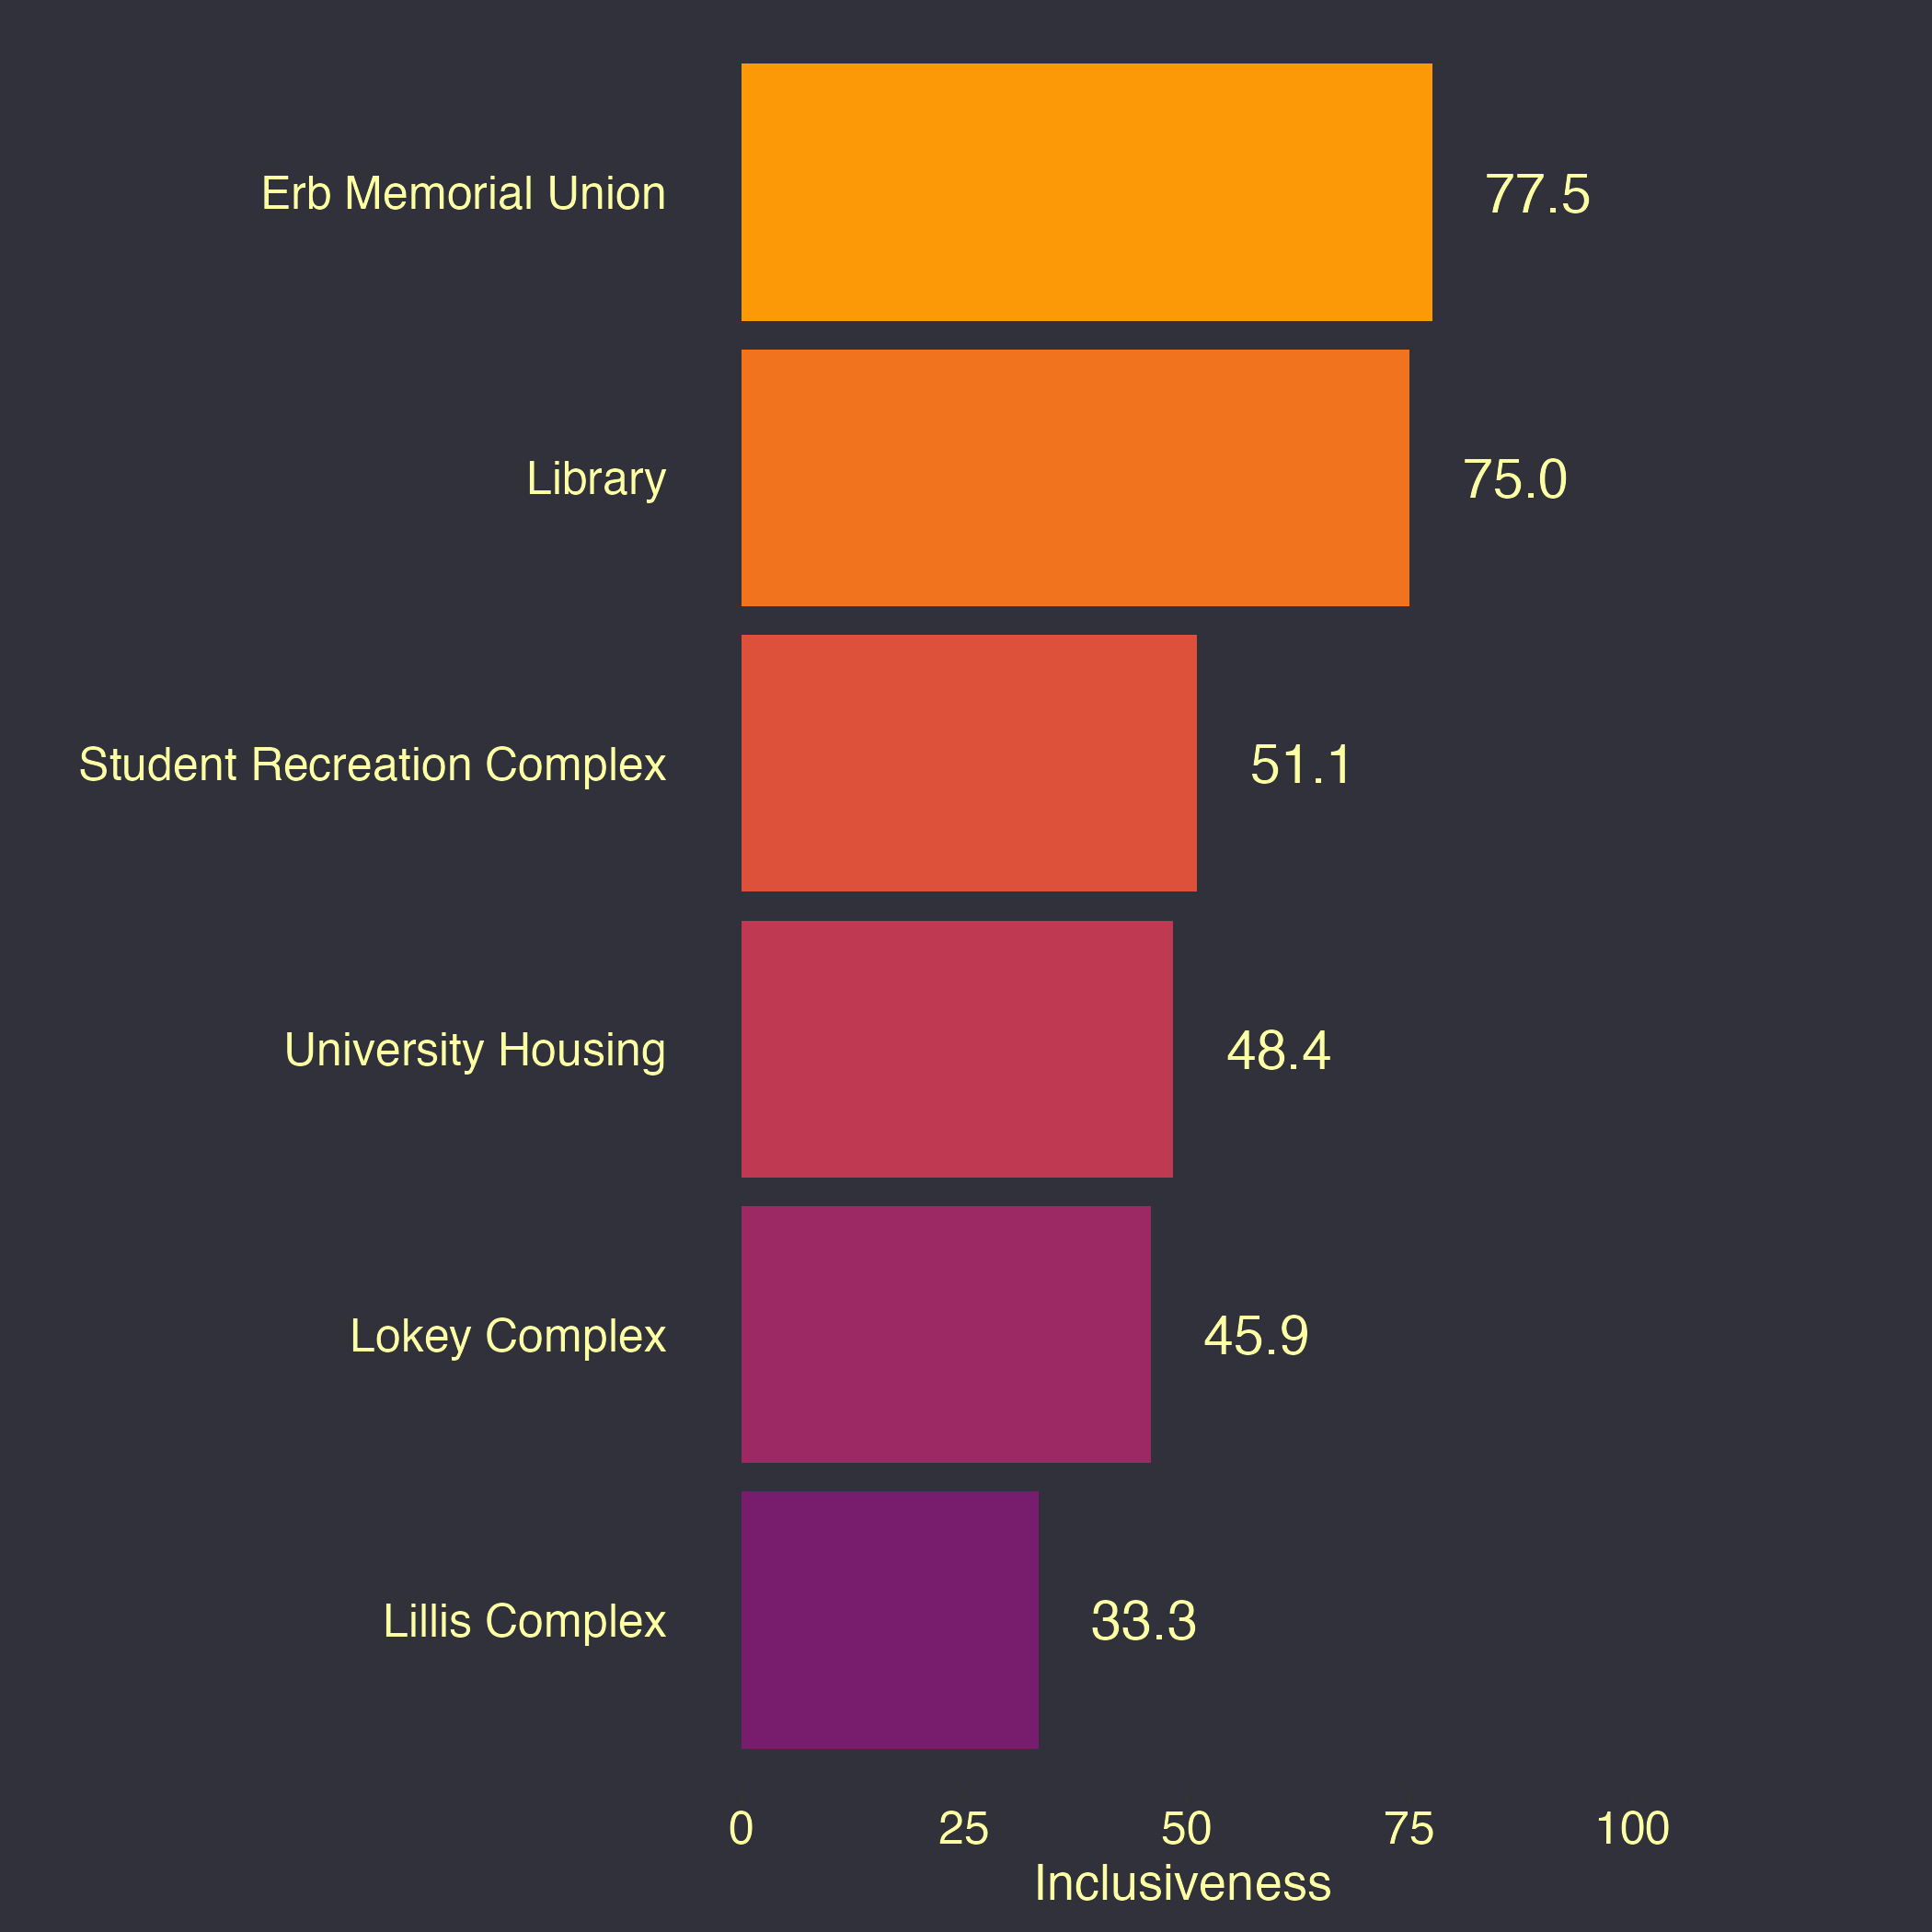 Erb Memorial Union 77.5
Library 75.0
Student Recreation Complex 51.1
University Housing 48.4
Lokey Complex 45.9
Lillis Complex 33.3
0 25 50 75 100
Inclusiveness